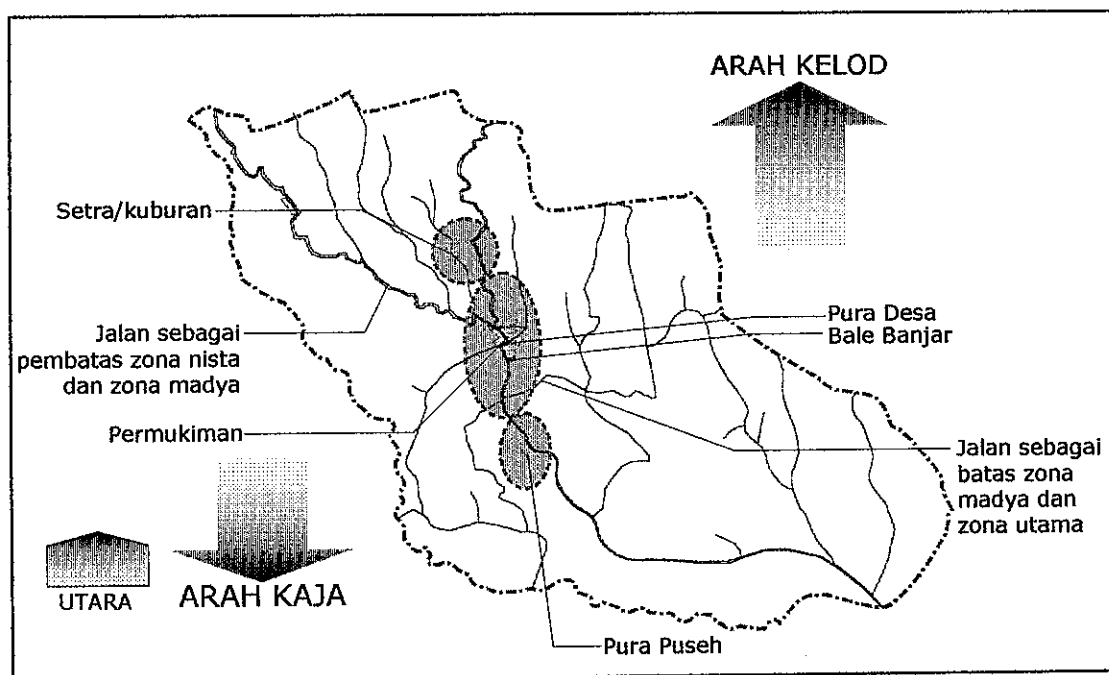 ARAH KELOD
Setra/kuburan
Jalan sebagai
pembatas zona nista
dan zona madya
Pura Desa
Bale Banjar
Permukiman
Jalan sebagai
batas zona
madya dan
zona utama
UTARA
ARAH KAJA
Pura Puseh